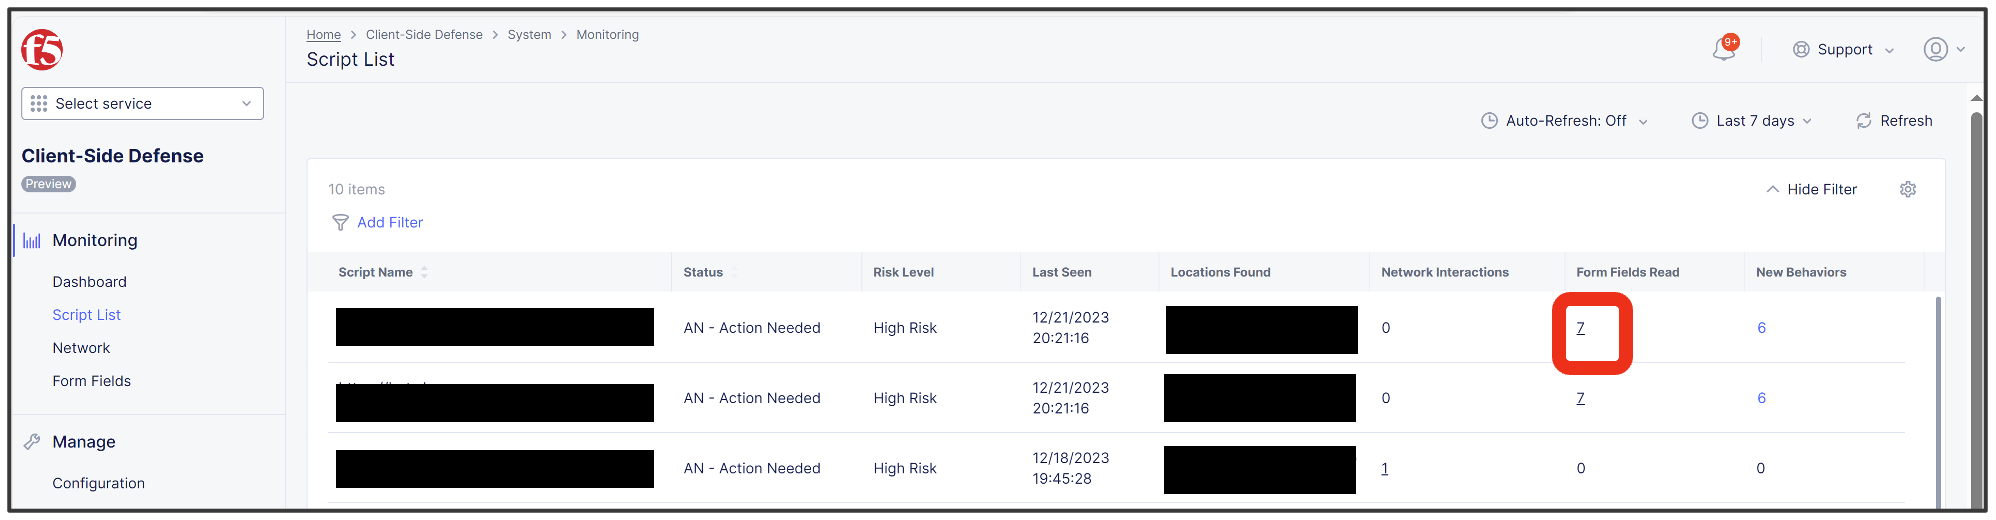 f5
Home > Client-Side Defense > System > Monitoring
Script List
9+
Support
Select service
Client-Side Defense
Preview
Monitoring
Dashboard
Script List
Network
Form Fields
Manage
Configuration
Auto-Refresh: Off
Last 7 days
Refresh
10 items
Hide Filter
Add Filter
Script Name Status Risk Level Last Seen Locations Found Network Interactions Form Fields Read New Behaviors
AN - Action Needed High Risk 12/21/2023 0 7 6
20:21:16
AN - Action Needed High Risk 12/21/2023 0 7 6
20:21:16
AN - Action Needed High Risk 12/18/2023 1 0 0
19:45:28